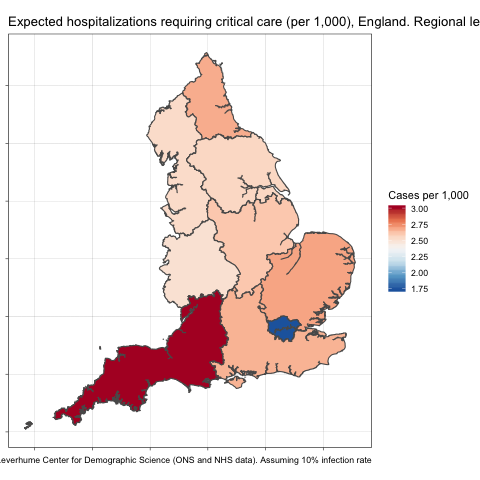 Expected hospitalizations requiring critical care (per 1,000), England. Regional le
Cases per 1,000
3.00
2.75
2.50
2.25
2.00
1.75
everhume Center for Demographic Science (ONS and NHS data). Assuming 10% infection rate